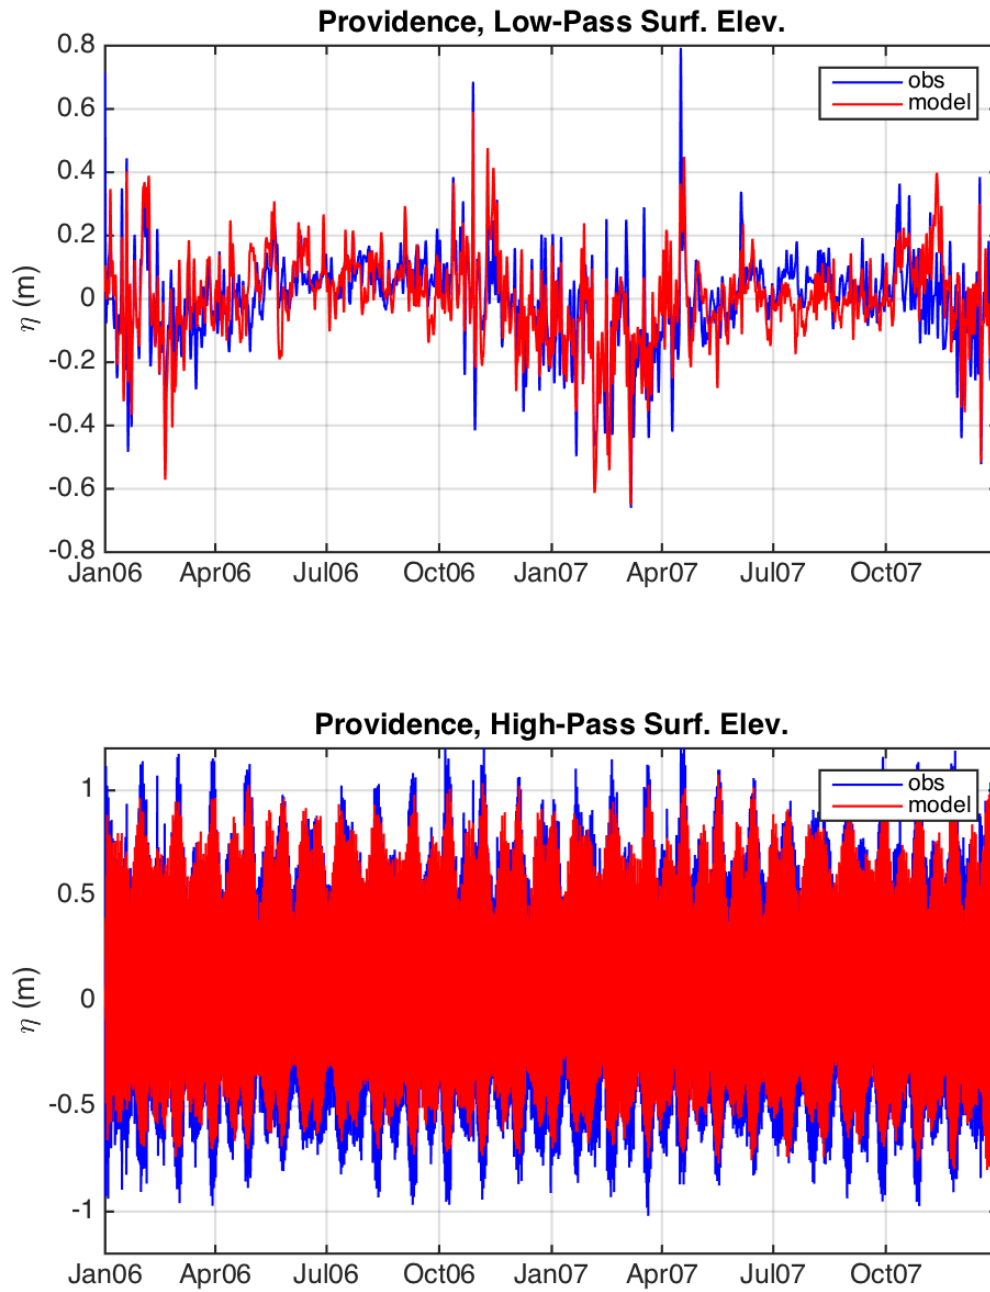 Providence, Low-Pass Surf. Elev.
0.8
0.6
0.4
0.2
0
-0.2
-0.4
-0.6
-0.8
η (m)
obs
model
Jan06 Apr06 Jul06 Oct06 Jan07 Apr07 Jul07 Oct07
Providence, High-Pass Surf. Elev.
1
0.5
0
-0.5
-1
η (m)
obs
model
Jan06 Apr06 Jul06 Oct06 Jan07 Apr07 Jul07 Oct07